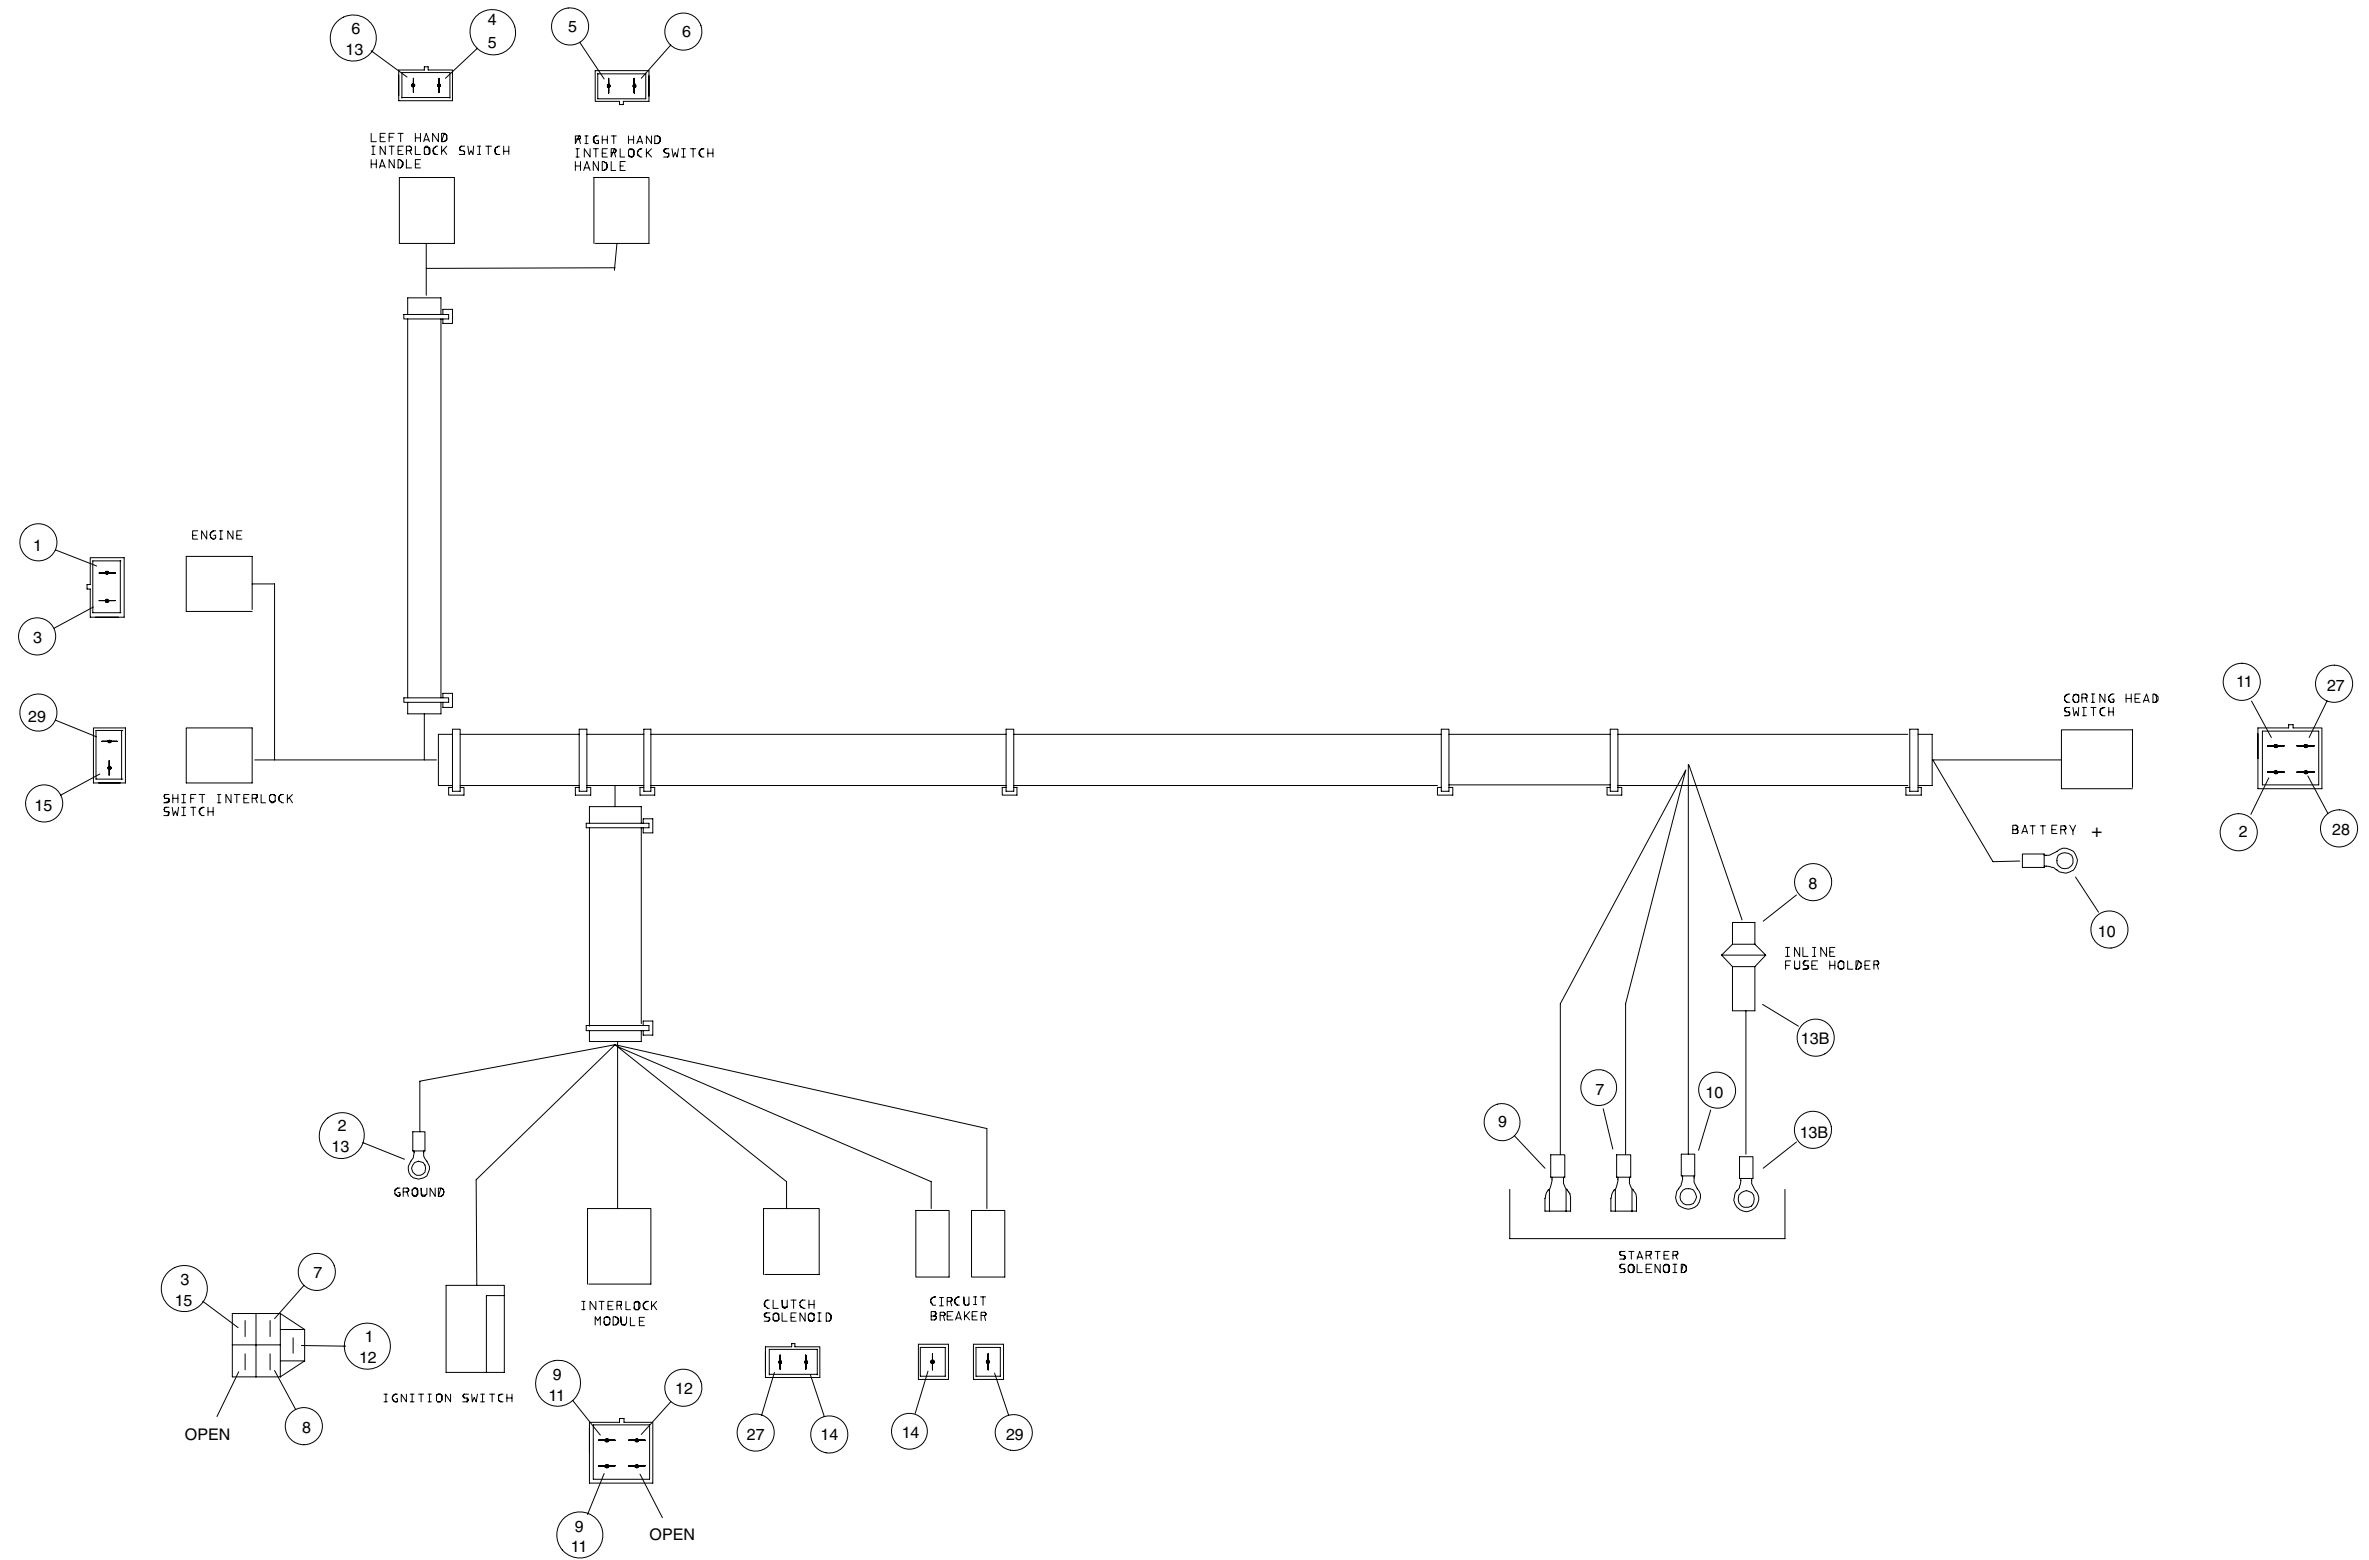 6
13
4
5
5
6
LEFT HAND
INTERLOCK SWITCH
HANDLE
RIGHT HAND
INTERLOCK SWITCH
HANDLE
1
3
ENGINE
29
15
SHIFT INTERLOCK
SWITCH
CORING HEAD
SWITCH
11
27
2
28
BATTERY +
10
8
INLINE
FUSE HOLDER
13B
9
7
10
13B
STARTER
SOLENOID
2
13
GROUND
3
15
7
1
12
OPEN
8
IGNITION SWITCH
INTERLOCK
MODULE
9
11
12
9
11
OPEN
CLUTCH
SOLENOID
27
14
CIRCUIT
BREAKER
14
29